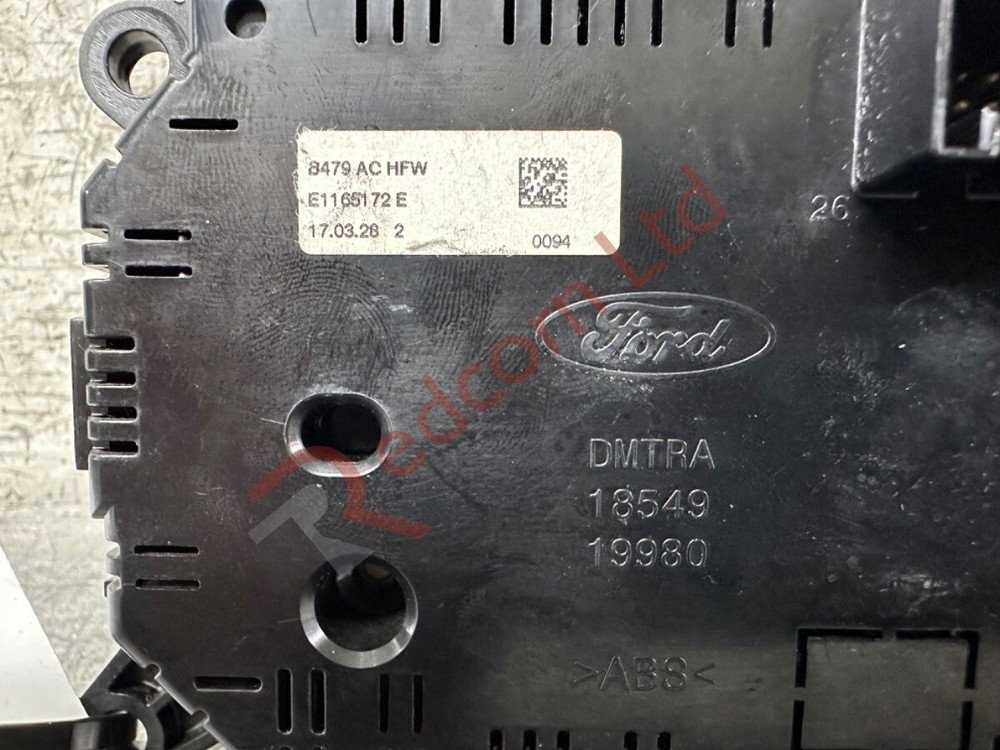 8479 AC HFW
E1165172 E
17.03.28 2
0094
26
Ford
DMTRA
18549
19980
>ABS<
Redcorn Ltd